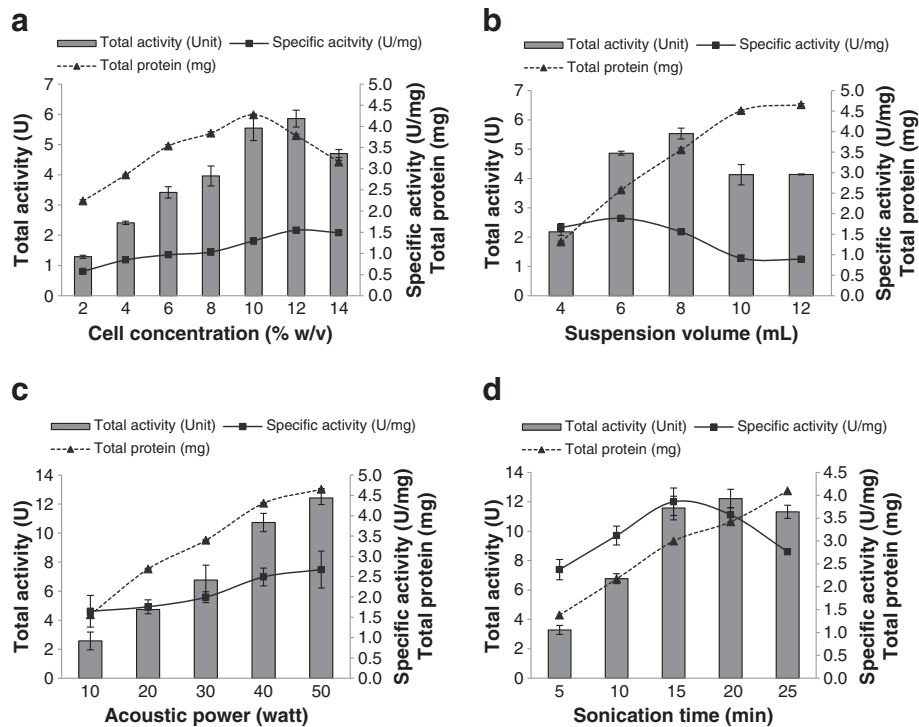 a
Total activity (Unit) Specific acitvity (U/mg)
Total protein (mg)
Total activity (U)
7
6
5
4
3
2
1
0
5.0
4.5
4.0
3.5
3.0
2.5
2.0
1.5
1.0
0.5
0.0
Specific activity (U/mg)
Total protein (mg)
2 4 6 8 10 12 14
Cell concentration (% w/v)
b
Total activity (Unit) Specific activity (U/mg)
Total protein (mg)
Total activity (U)
7
6
5
4
3
2
1
0
5.0
4.5
4.0
3.5
3.0
2.5
2.0
1.5
1.0
0.5
0.0
Specific activity (U/mg)
Total protein (mg)
4 6 8 10 12
Suspension volume (mL)
c
Total activity (Unit) Specific activity (U/mg)
Total protein (mg)
Total activity (U)
14
12
10
8
6
4
2
0
5.0
4.5
4.0
3.5
3.0
2.5
2.0
1.5
1.0
0.5
0.0
Specific activity (U/mg)
Total protein (mg)
10 20 30 40 50
Acoustic power (watt)
d
Total activity (Unit) Specific activity (U/mg)
Total protein (mg)
Total activity (U)
14
12
10
8
6
4
2
0
4.5
4.0
3.5
3.0
2.5
2.0
1.5
1.0
0.5
0.0
Specific activity (U/mg)
Total protein (mg)
5 10 15 20 25
Sonication time (min)